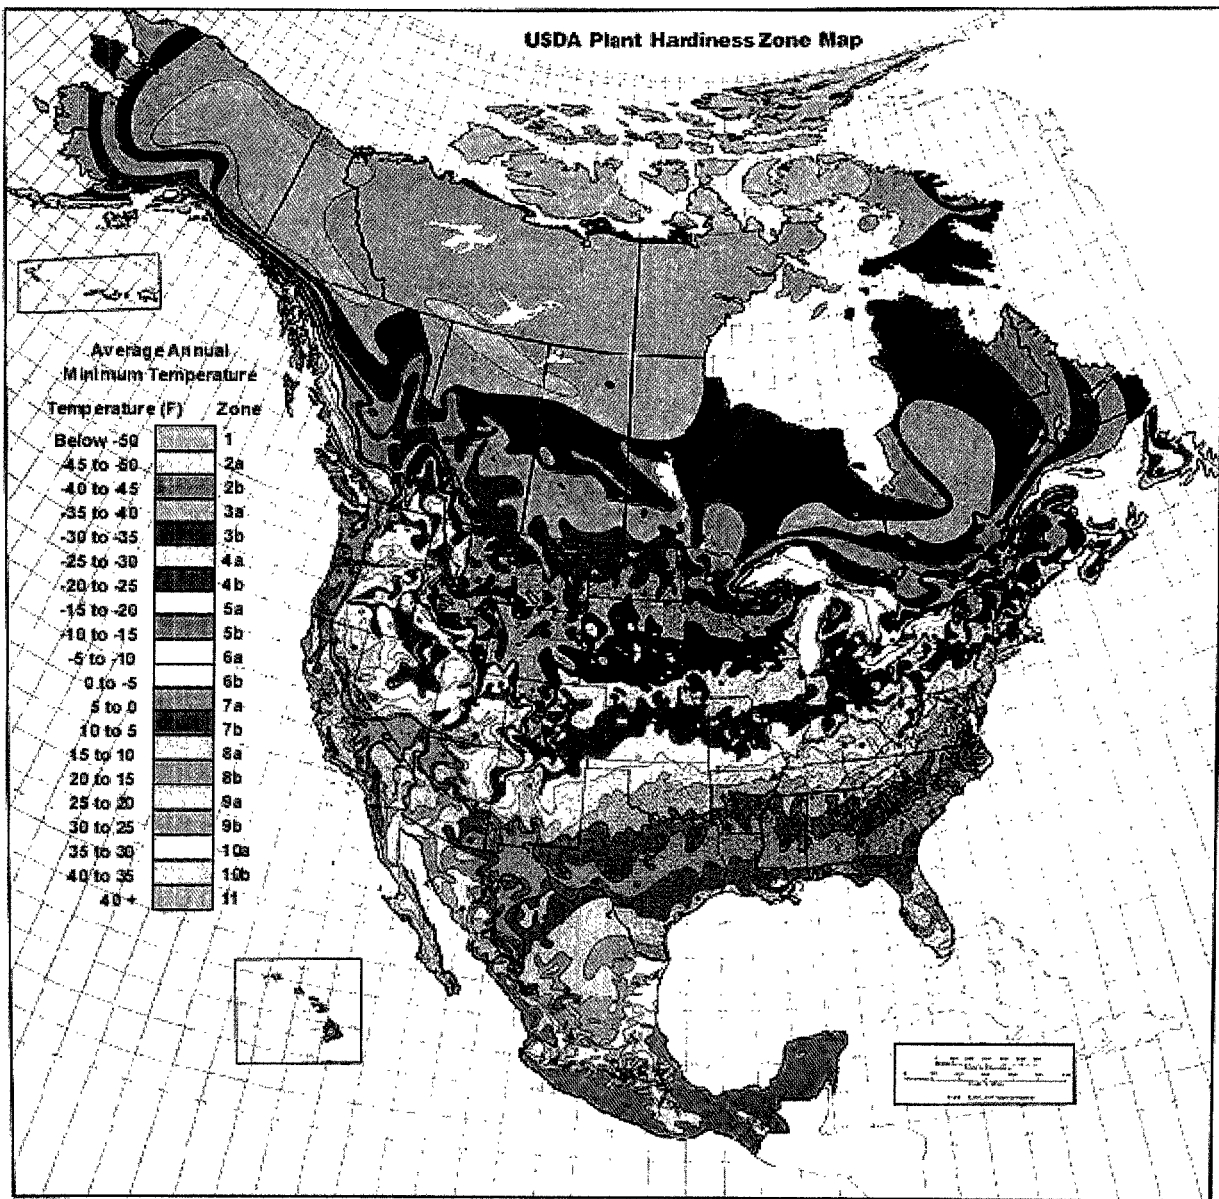 USDA Plant Hardiness Zone Map
Average Annual
Minimum Temperature
Temperature (F) Zone
Below -50 1
-45 to -50 2a
-40 to -45 2b
-35 to -40 3a
-30 to -35 3b
-25 to -30 4a
-20 to -25 4b
-15 to -20 5a
-10 to -15 5b
-5 to -10 6a
0 to -5 6b
5 to 0 7a
10 to 5 7b
15 to 10 8a
20 to 15 8b
25 to 20 9a
30 to 25 9b
35 to 30 10a
40 to 35 10b
40 + 11